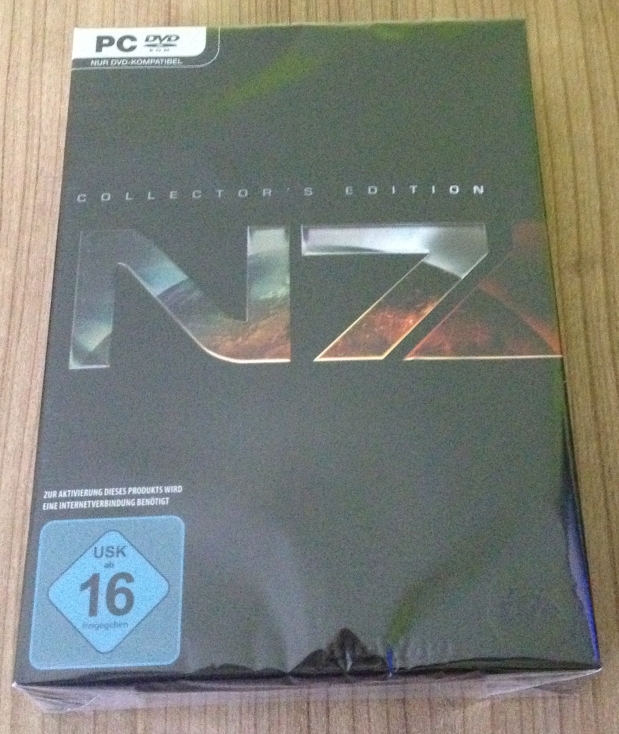 PC DVD
ROM
NUR DVD-KOMPATIBEL
COLLECTOR'S EDITION
N7
ZUR AKTIVIERUNG DIESES PRODUKTS WIRD
EINE INTERNETVERBINDUNG BENÖTIGT
USK
ab
16
freigegeben